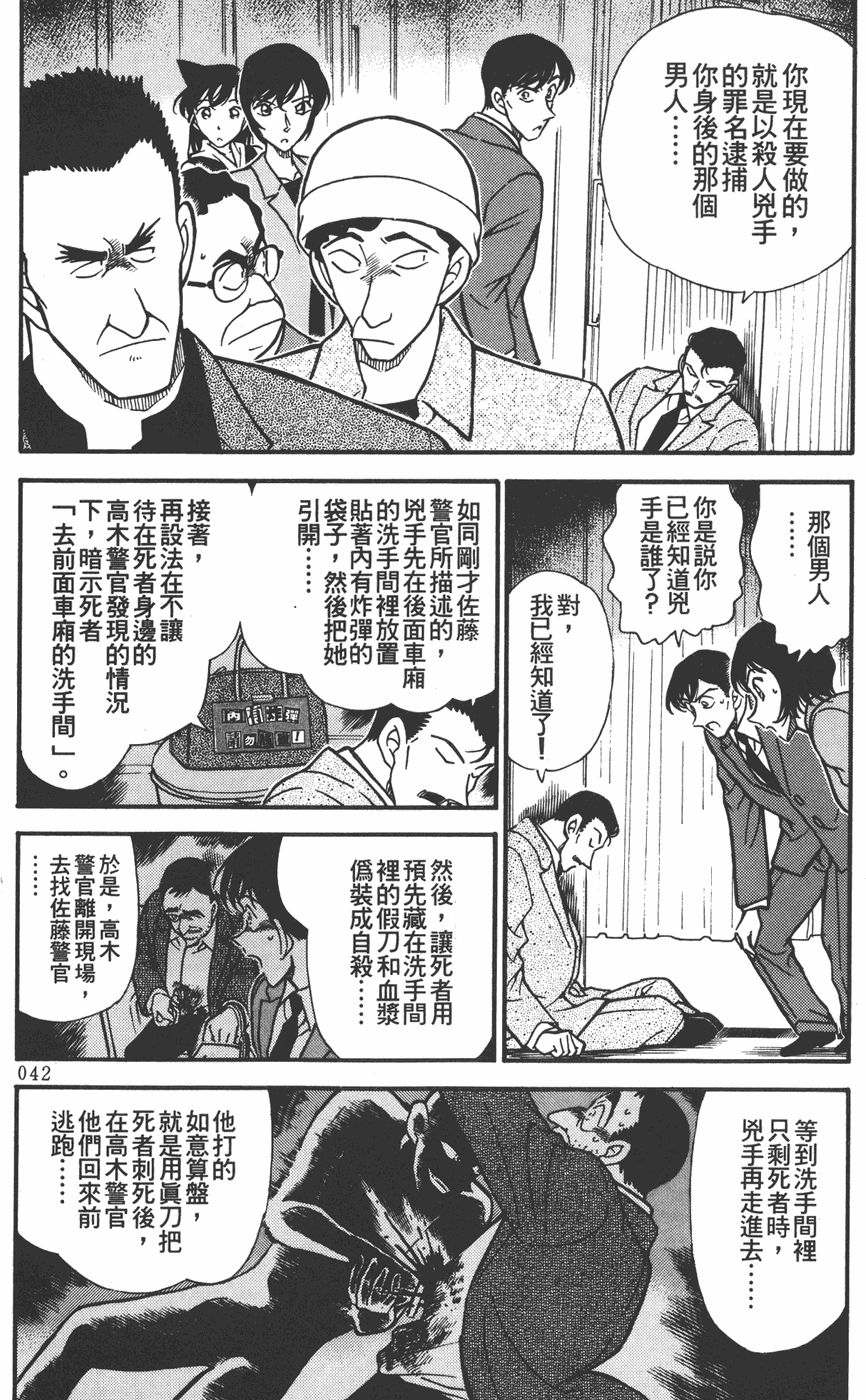 你現在要做的，
就是以殺人兇手
的罪名逮捕
你身後的那個
男人……
那個男人
……
你是說你
已經知道兇
手是誰了？
對，
我已經知道了！
如同剛才佐藤
警官所描述的，
兇手先在後面車廂
的洗手間裡放置
貼著內有炸彈的
袋子，然後把她
引開……
內有炸彈
請勿
！
接著，
再設法在不讓
待在死者身邊的
高木警官發現的情況
下，暗示死者
「去前面車廂的洗手間」。
然後，讓死者用
預先藏在洗手間
裡的假刀和血漿
偽裝成自殺……
於是，高木
警官離開現場，
去找佐藤警官
……
042
等到洗手間裡
只剩死者時，
兇手再走進去……
他打的
如意算盤，
就是用真刀把
死者刺死後，
在高木警官
他們回來前
逃跑……